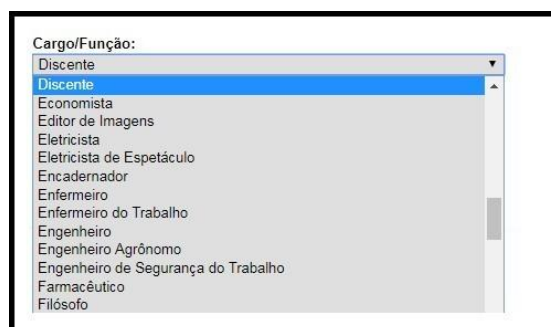 Cargo/Função:
Discente
Discente
Economista
Editor de Imagens
Eletricista
Eletricista de Espetáculo
Encadernador
Enfermeiro
Enfermeiro do Trabalho
Engenheiro
Engenheiro Agrônomo
Engenheiro de Segurança do Trabalho
Farmacêutico
Filósofo